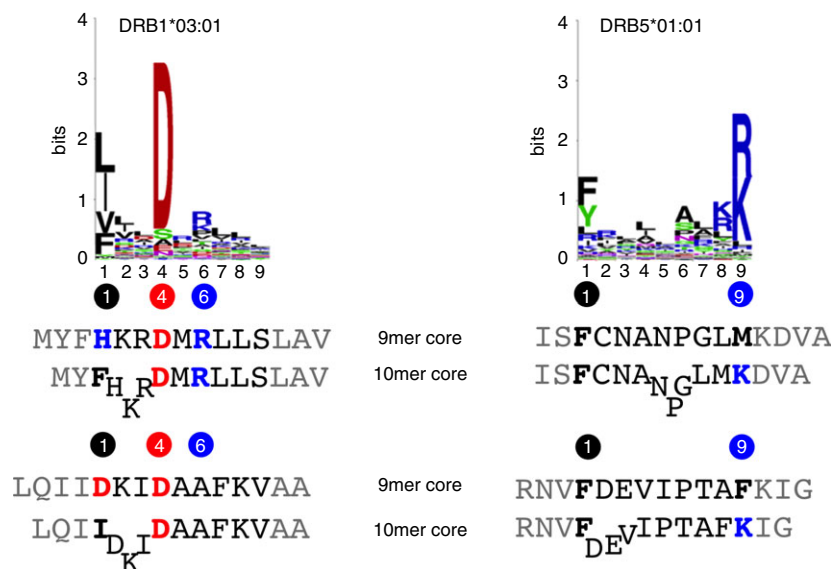 DRB1*03:01
DRB5*01:01
4
3
2
1
0
bits
1 2 3 4 5 6 7 8 9
L
I
V
F
D
S
R
4
3
2
1
0
bits
1 2 3 4 5 6 7 8 9
F
Y
A
K
R
R
K
1 4 6
1 9
MYFHKRDMRLLSLAV 9mer core ISFCNANPGLMKDVA
MYFHKRDMRLLSLAV 10mer core ISFCNANPGLMKDVA
1 4 6
1 9
LQIIDKIDAAFKVAA 9mer core RNVFDEVIPTAFKIG
LQIIDKIDAAFKVAA 10mer core RNVFDEVIPTAFKIG